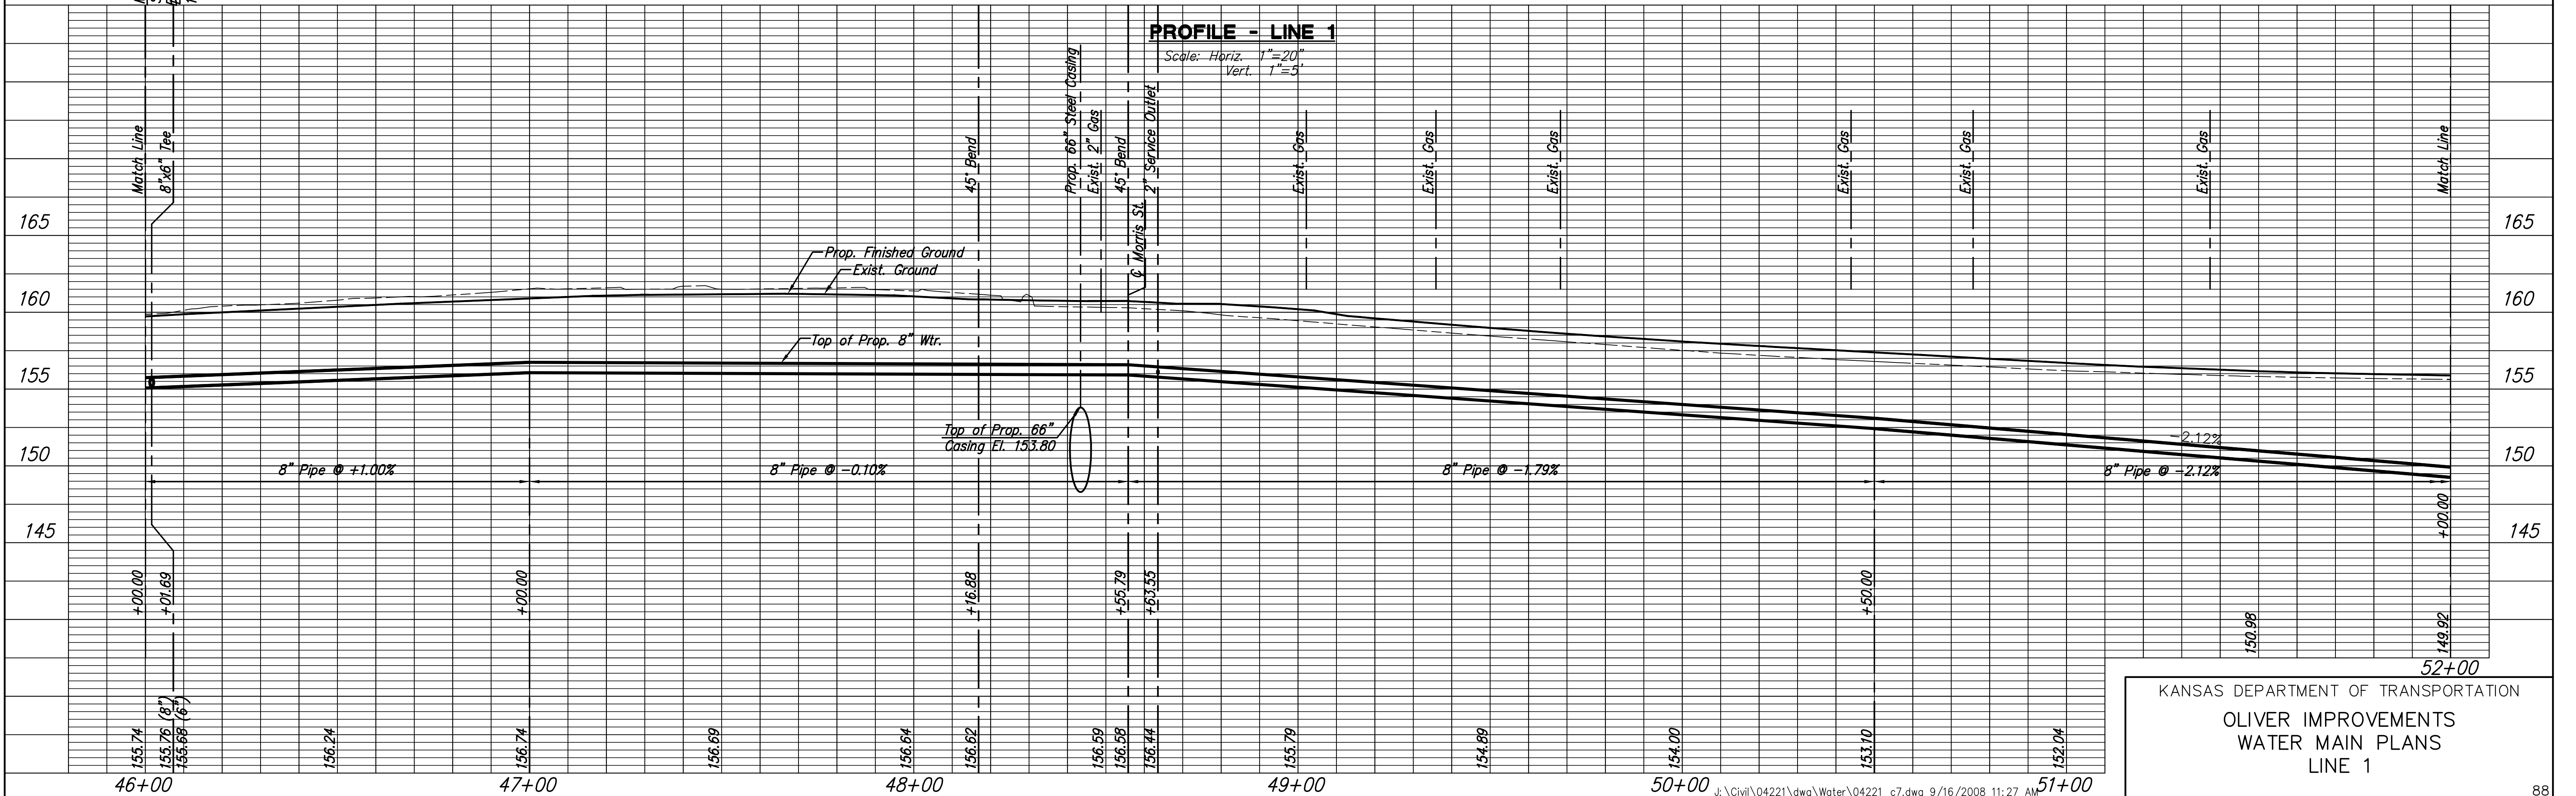 PROFILE - LINE 1
Scale: Horiz. 1"=20"
Vert. 1"=5'
Match Line
8"x6" Tee
45° Bend
Prop. 66" Steel Casing
Exist. 2" Gas
45° Bend
℄ Morris St.
2" Service Outlet
Exist. Gas
Exist. Gas
Exist. Gas
Exist. Gas
Exist. Gas
Exist. Gas
Match Line
165
165
Prop. Finished Ground
Exist. Ground
160
160
Top of Prop. 8" Wtr.
155
155
Top of Prop. 66"
Casing El. 153.80
-2.12%
150
150
8" Pipe @ +1.00%
8" Pipe @ -0.10%
8" Pipe @ -1.79%
8" Pipe @ -2.12%
145
145
+00.00
+01.69
+00.00
+16.88
+55.79
+63.55
+50.00
+00.00
155.74
155.76 (8")
155.68 (6")
156.24
156.74
156.69
156.64
156.62
156.59
156.58
156.44
155.79
154.89
154.00
153.10
152.04
150.98
149.92
46+00
47+00
48+00
49+00
50+00
51+00
52+00
J:\Civil\04221\dwg\Water\04221_c7.dwg 9/16/2008 11:27 AM
KANSAS DEPARTMENT OF TRANSPORTATION
OLIVER IMPROVEMENTS
WATER MAIN PLANS
LINE 1
88